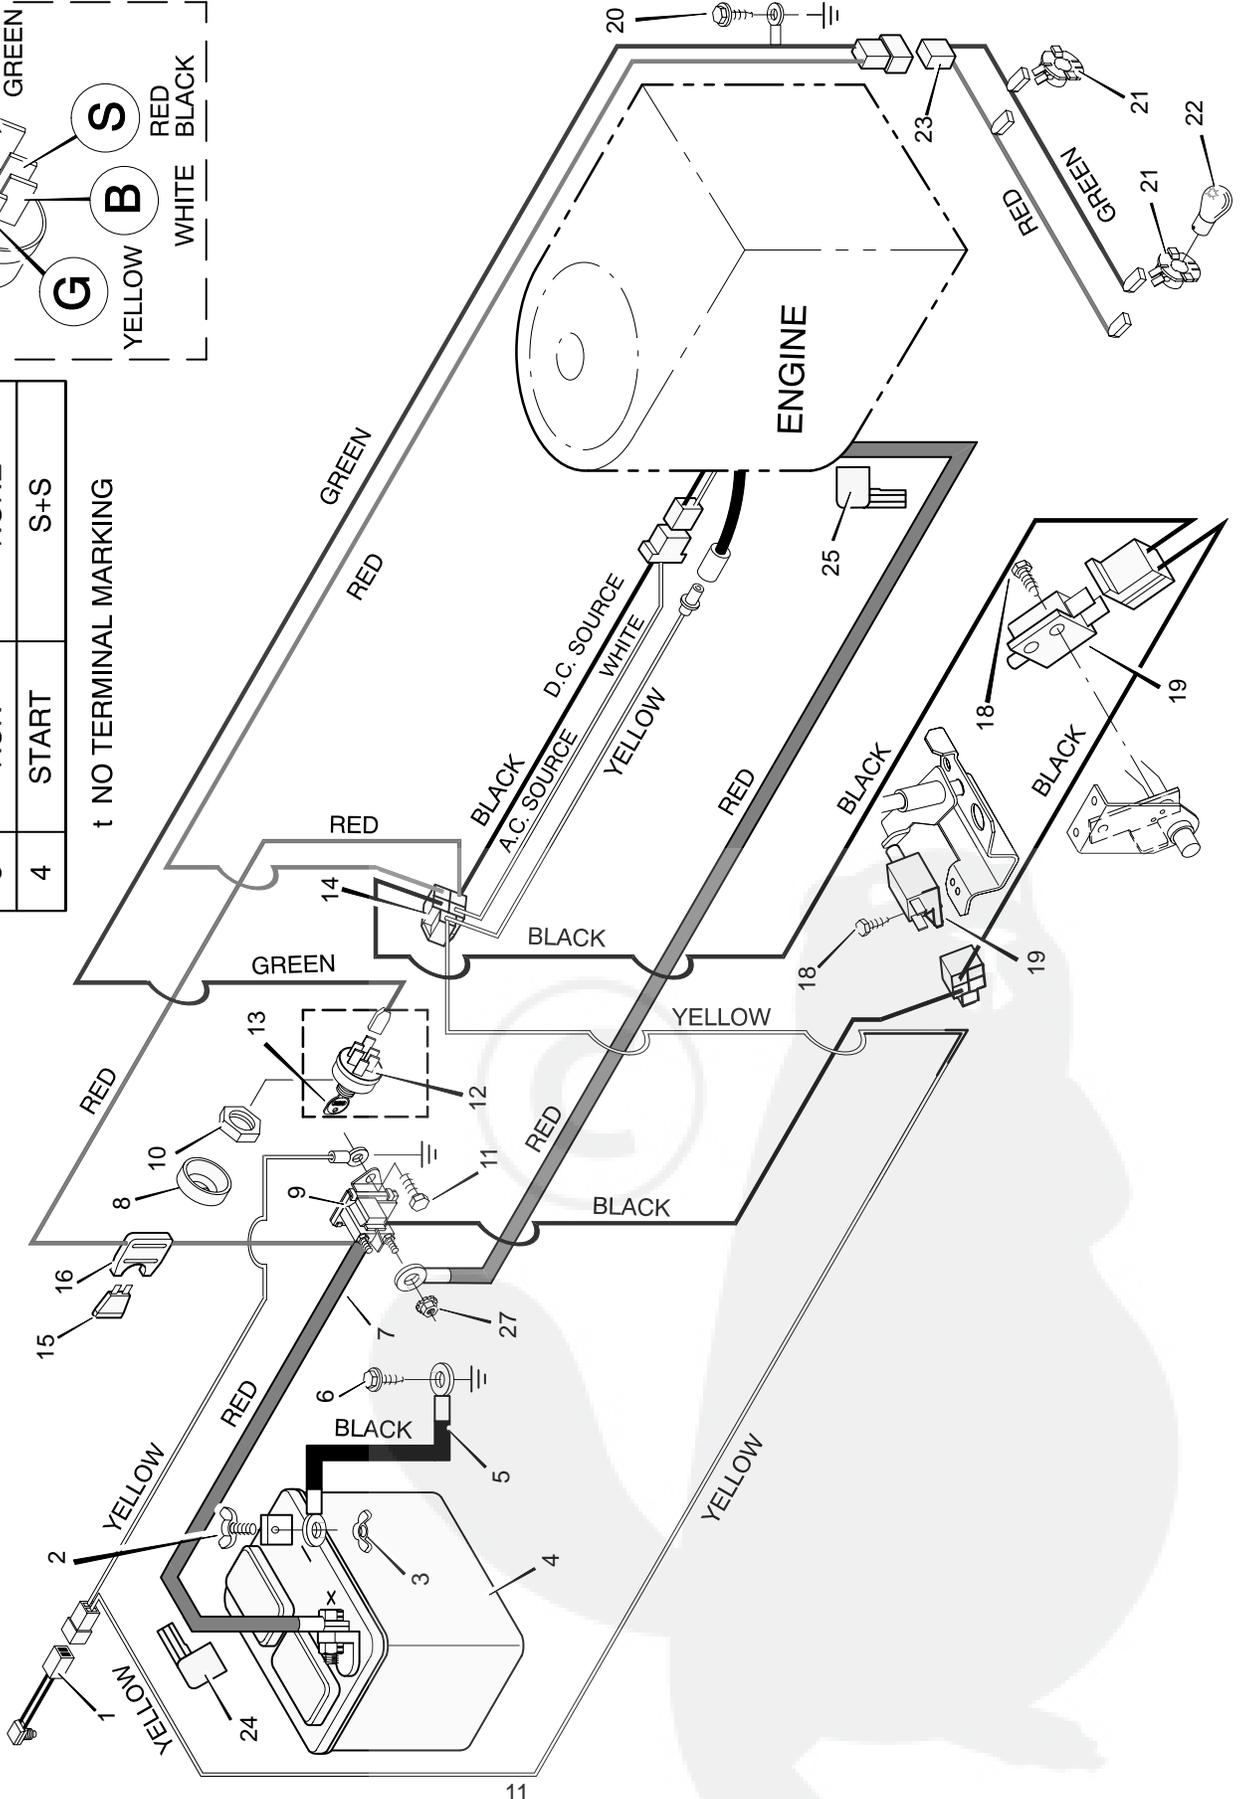 GREEN
S
RED
BLACK
B
WHITE
G
YELLOW
4 START S+S
t NO TERMINAL MARKING
20
23
21
22
21
RED
GREEN
ENGINE
25
GREEN
RED
D.C. SOURCE
WHITE
BLACK
A.C. SOURCE
YELLOW
RED
14
RED
BLACK
BLACK
18
19
18
19
BLACK
GREEN
13
12
YELLOW
RED
10
8
9
11
RED
BLACK
16
15
7
27
RED
6
BLACK
5
YELLOW
2
3
4
X
1
YELLOW
24
YELLOW
11